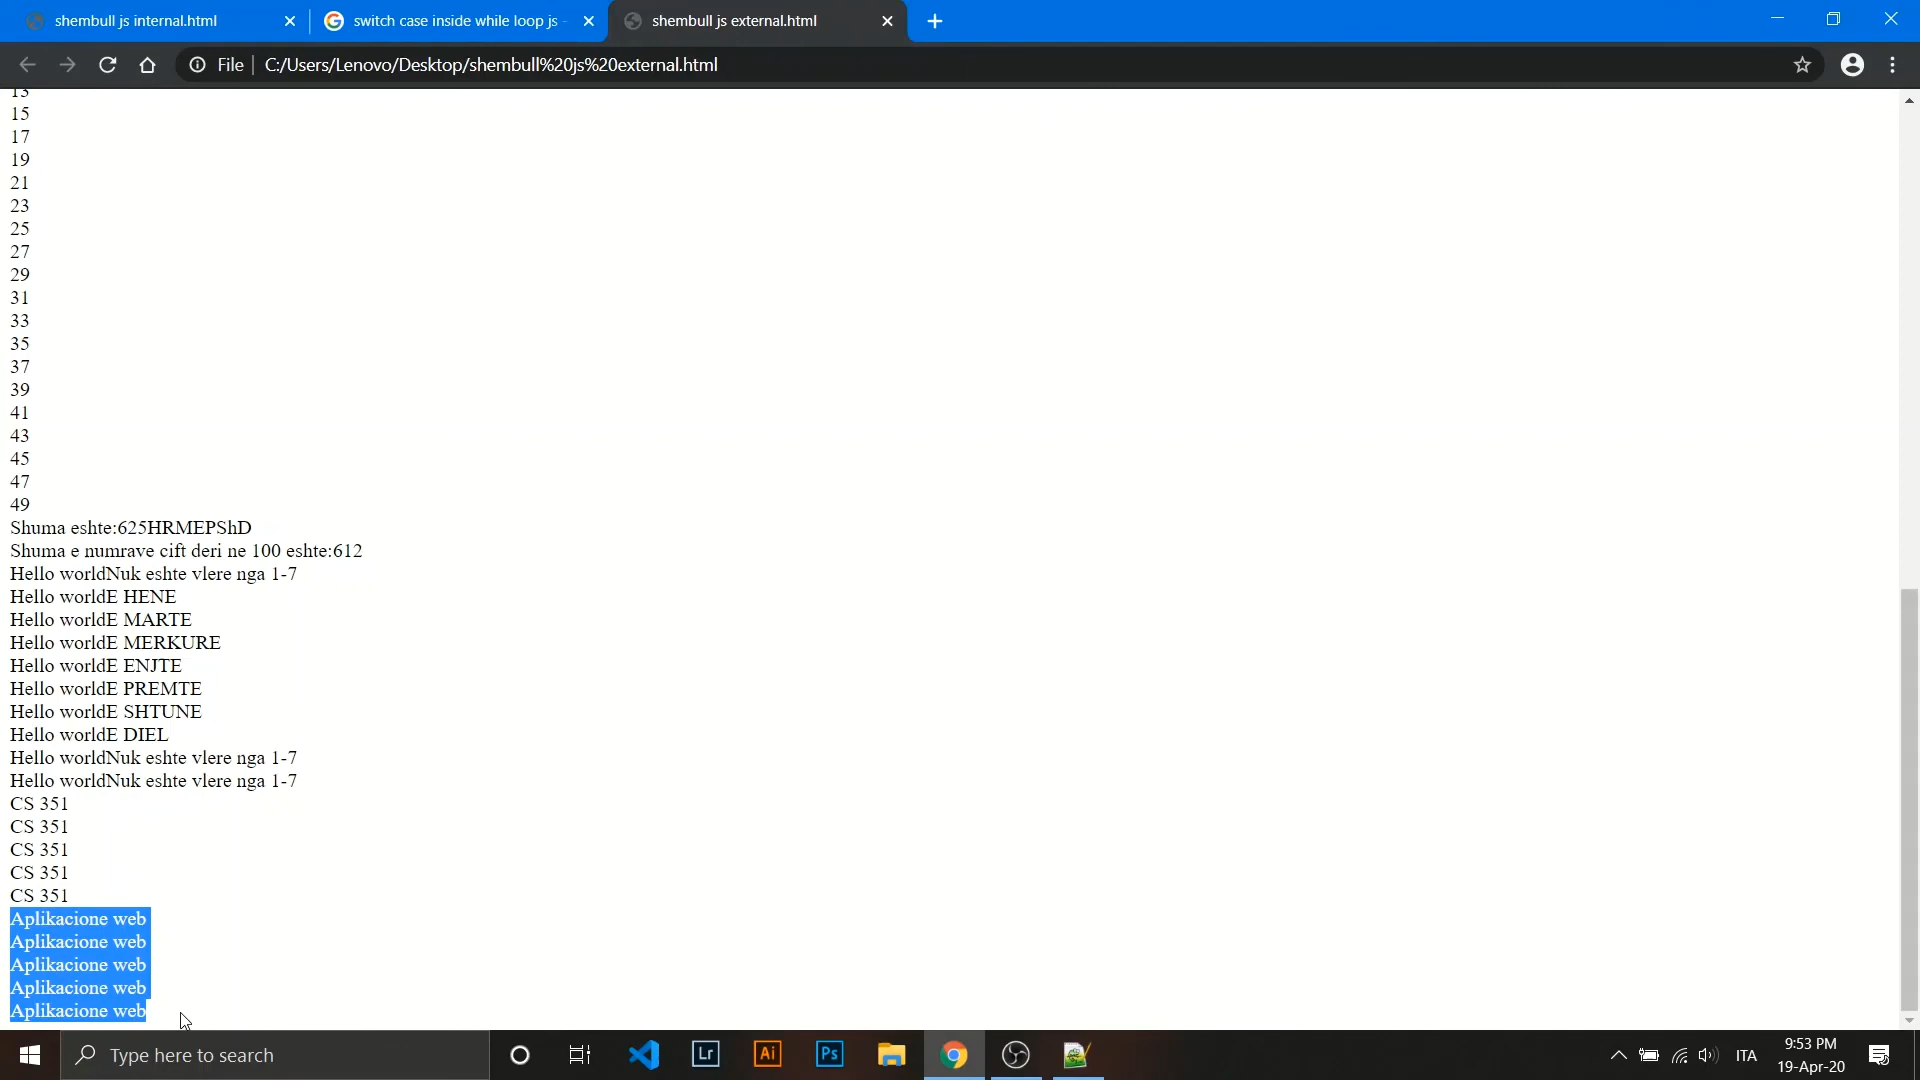 shembull js internal.html
switch case inside while loop js -
shembull js external.html
File
C:/Users/Lenovo/Desktop/shembull%20js%20external.html
13
15
17
19
21
23
25
27
29
31
33
35
37
39
41
43
45
47
49
Shuma eshte:625HRMEPShD
Shuma e numrave cift deri ne 100 eshte:612
Hello worldNuk eshte vlere nga 1-7
Hello worldE HENE
Hello worldE MARTE
Hello worldE MERKURE
Hello worldE ENJTE
Hello worldE PREMTE
Hello worldE SHTUNE
Hello worldE DIEL
Hello worldNuk eshte vlere nga 1-7
Hello worldNuk eshte vlere nga 1-7
CS 351
CS 351
CS 351
CS 351
CS 351
Aplikacione web
Aplikacione web
Aplikacione web
Aplikacione web
Aplikacione web
Type here to search
Lr
Ai
Ps
ITA
9:53 PM
19-Apr-20